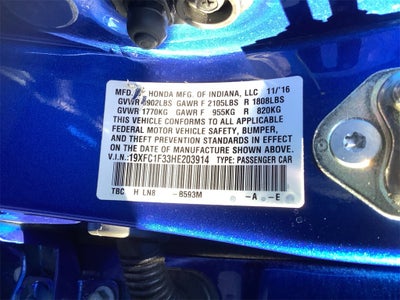 MFD. HONDA MFG. OF INDIANA, LLC 11/16
GVWR 3902LBS GAWR F 2105LBS R 1808LBS
GVWR 1770KG GAWR F 955KG R 820KG
THIS VEHICLE CONFORMS TO ALL APPLICABLE
FEDERAL MOTOR VEHICLE SAFETY, BUMPER,
AND THEFT PREVENTION STANDARDS IN
EFFECT ON THE DATE OF MANUFACTURE
SHOWN ABOVE.
V.I.N.:19XFC1F33HE203914 TYPE: PASSENGER CAR
TBC H LN8 -B593M -A -E